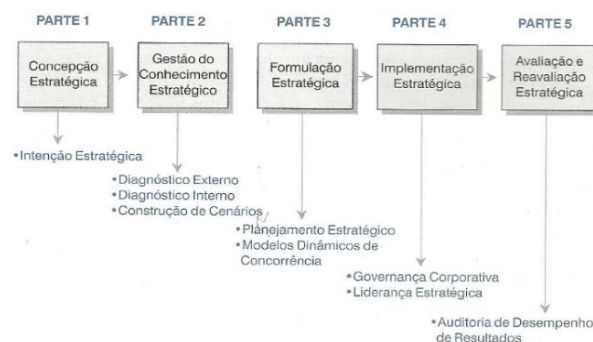 PARTE 1
PARTE 2
PARTE 3
PARTE 4
PARTE 5
Concepção
Estratégica
Gestão do
Conhecimento
Estratégico
Formulação
Estratégica
Implementação
Estratégica
Avaliação e
Reavaliação
Estratégica
•Intenção Estratégica
•Diagnóstico Externo
•Diagnóstico Interno
•Construção de Cenários
•Planejamento Estratégico
•Modelos Dinâmicos de
Concorrência
•Governança Corporativa
•Liderança Estratégica
•Auditoria de Desempenho
de Resultados